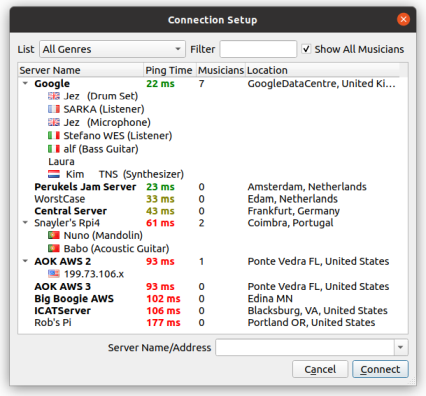 Connection Setup
List All Genres Filter Show All Musicians
Server Name Ping Time Musicians Location
Google 22 ms 7 GoogleDataCentre, United Ki...
Jez (Drum Set)
SARKA (Listener)
Jez (Microphone)
Stefano WES (Listener)
alf (Bass Guitar)
Laura
Kim TNS (Synthesizer)
Perukels Jam Server 23 ms 0 Amsterdam, Netherlands
WorstCase 33 ms 0 Edam, Netherlands
Central Server 43 ms 0 Frankfurt, Germany
Snayler's Rpi4 61 ms 2 Coimbra, Portugal
Nuno (Mandolin)
Babo (Acoustic Guitar)
AOK AWS 2 93 ms 1 Ponte Vedra FL, United States
199.73.106.x
AOK AWS 3 93 ms 0 Ponte Vedra FL, United States
Big Boogie AWS 102 ms 0 Edina MN
ICATServer 106 ms 0 Blacksburg, VA, United States
Rob's Pi 177 ms 0 Portland OR, United States
Server Name/Address
Cancel Connect